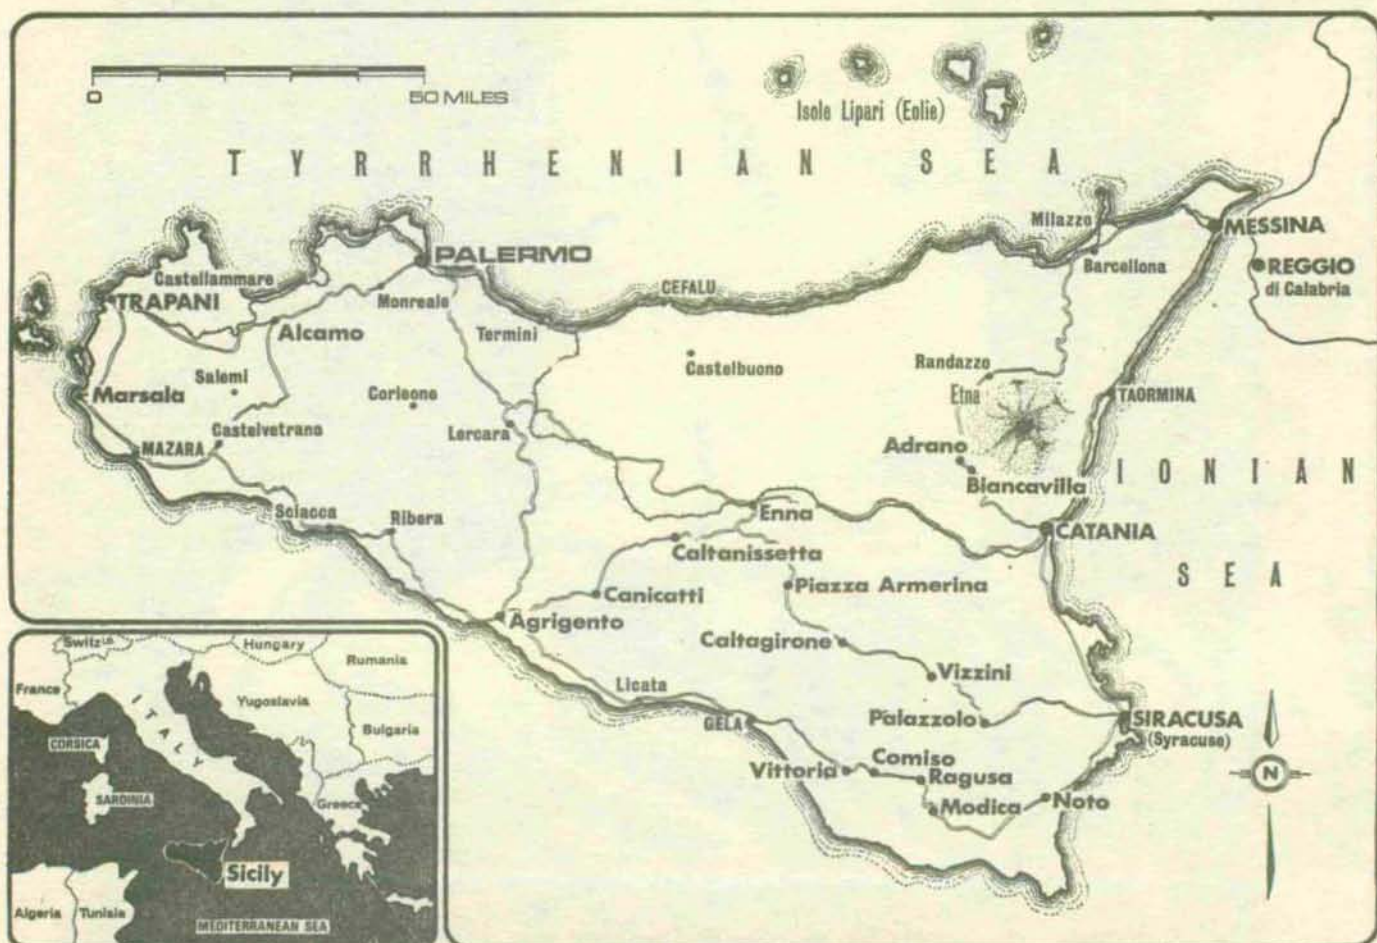 0
50 MILES
Isole Lipari (Eolie)
TYRRHENIAN SEA
Milazzo
MESSINA
PALERMO
Castellammare
Barcellona
REGGIO
di Calabria
TRAPANI
Monreale
CEFALU
Alcamo
Termini
Castelbuono
Randazzo
Salemi
Etna
Marsala
Corleone
TAORMINA
Castelvetrano
Lercara
MAZARA
Adrano
IONIAN
Biancavilla
Sciacca
Ribera
Enna
CATANIA
Caltanissetta
SEA
Piazza Armerina
Canicatti
Agrigento
Caltagirone
Vizzini
Licata
GELA
Palazzolo
SIRACUSA
(Syracuse)
Comiso
Vittoria
Ragusa
N
Modica
Noto
Switzld
Hungary
Rumania
France
ITALY
Yugoslavia
Bulgaria
CORSICA
SARDINIA
Greece
Sicily
Algeria
Tunisia
MEDITERRANEAN SEA